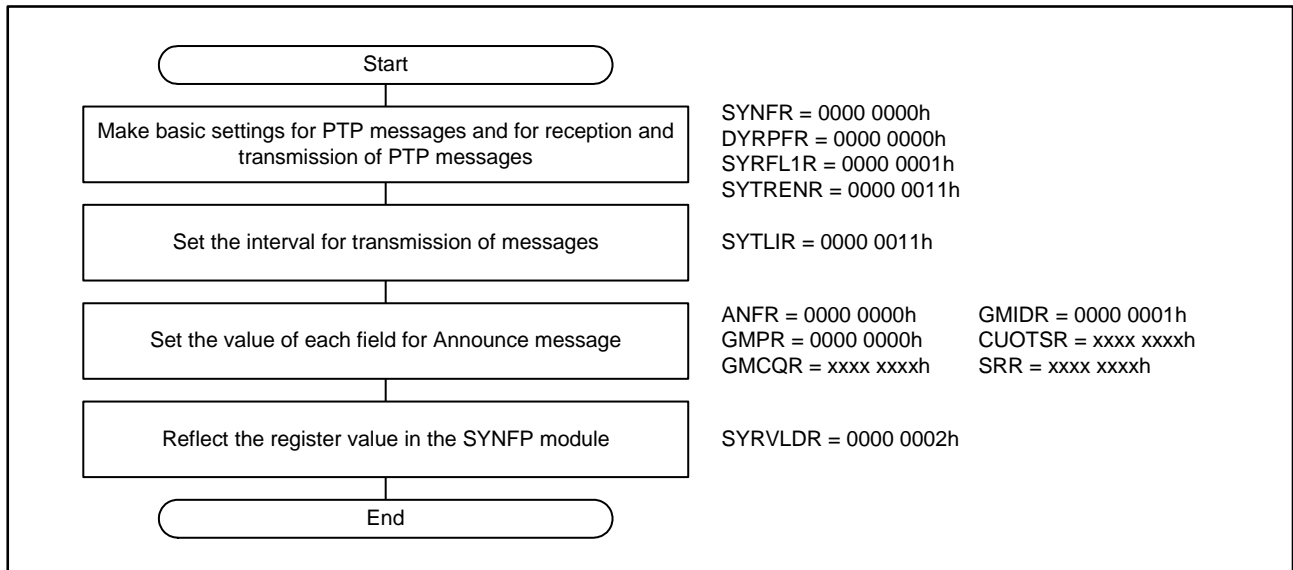 Start
Make basic settings for PTP messages and for reception and
transmission of PTP messages
SYNFR = 0000 0000h
DYRPFR = 0000 0000h
SYRFL1R = 0000 0001h
SYTRENR = 0000 0011h
Set the interval for transmission of messages
SYTLIR = 0000 0011h
Set the value of each field for Announce message
ANFR = 0000 0000h
GMPR = 0000 0000h
GMCQR = xxxx xxxxh
GMIDR = 0000 0001h
CUOTSR = xxxx xxxxh
SRR = xxxx xxxxh
Reflect the register value in the SYNFP module
SYRVLDR = 0000 0002h
End